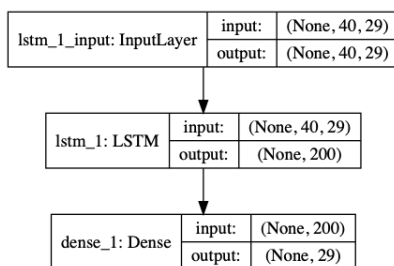 lstm_1_input: InputLayer
input: (None, 40, 29)
output: (None, 40, 29)
lstm_1: LSTM
input: (None, 40, 29)
output: (None, 200)
dense_1: Dense
input: (None, 200)
output: (None, 29)